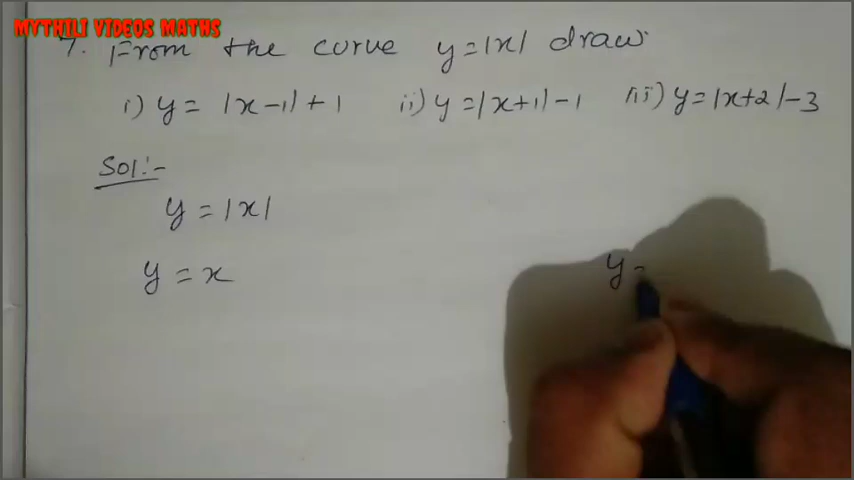 MYTHILI VIDEOS MATHS
7. From the curve y=|x| draw
i) y = |x-1| + 1 ii) y = |x+1| - 1 iii) y = |x+2| - 3
Sol:-
y = |x|
y = x y =